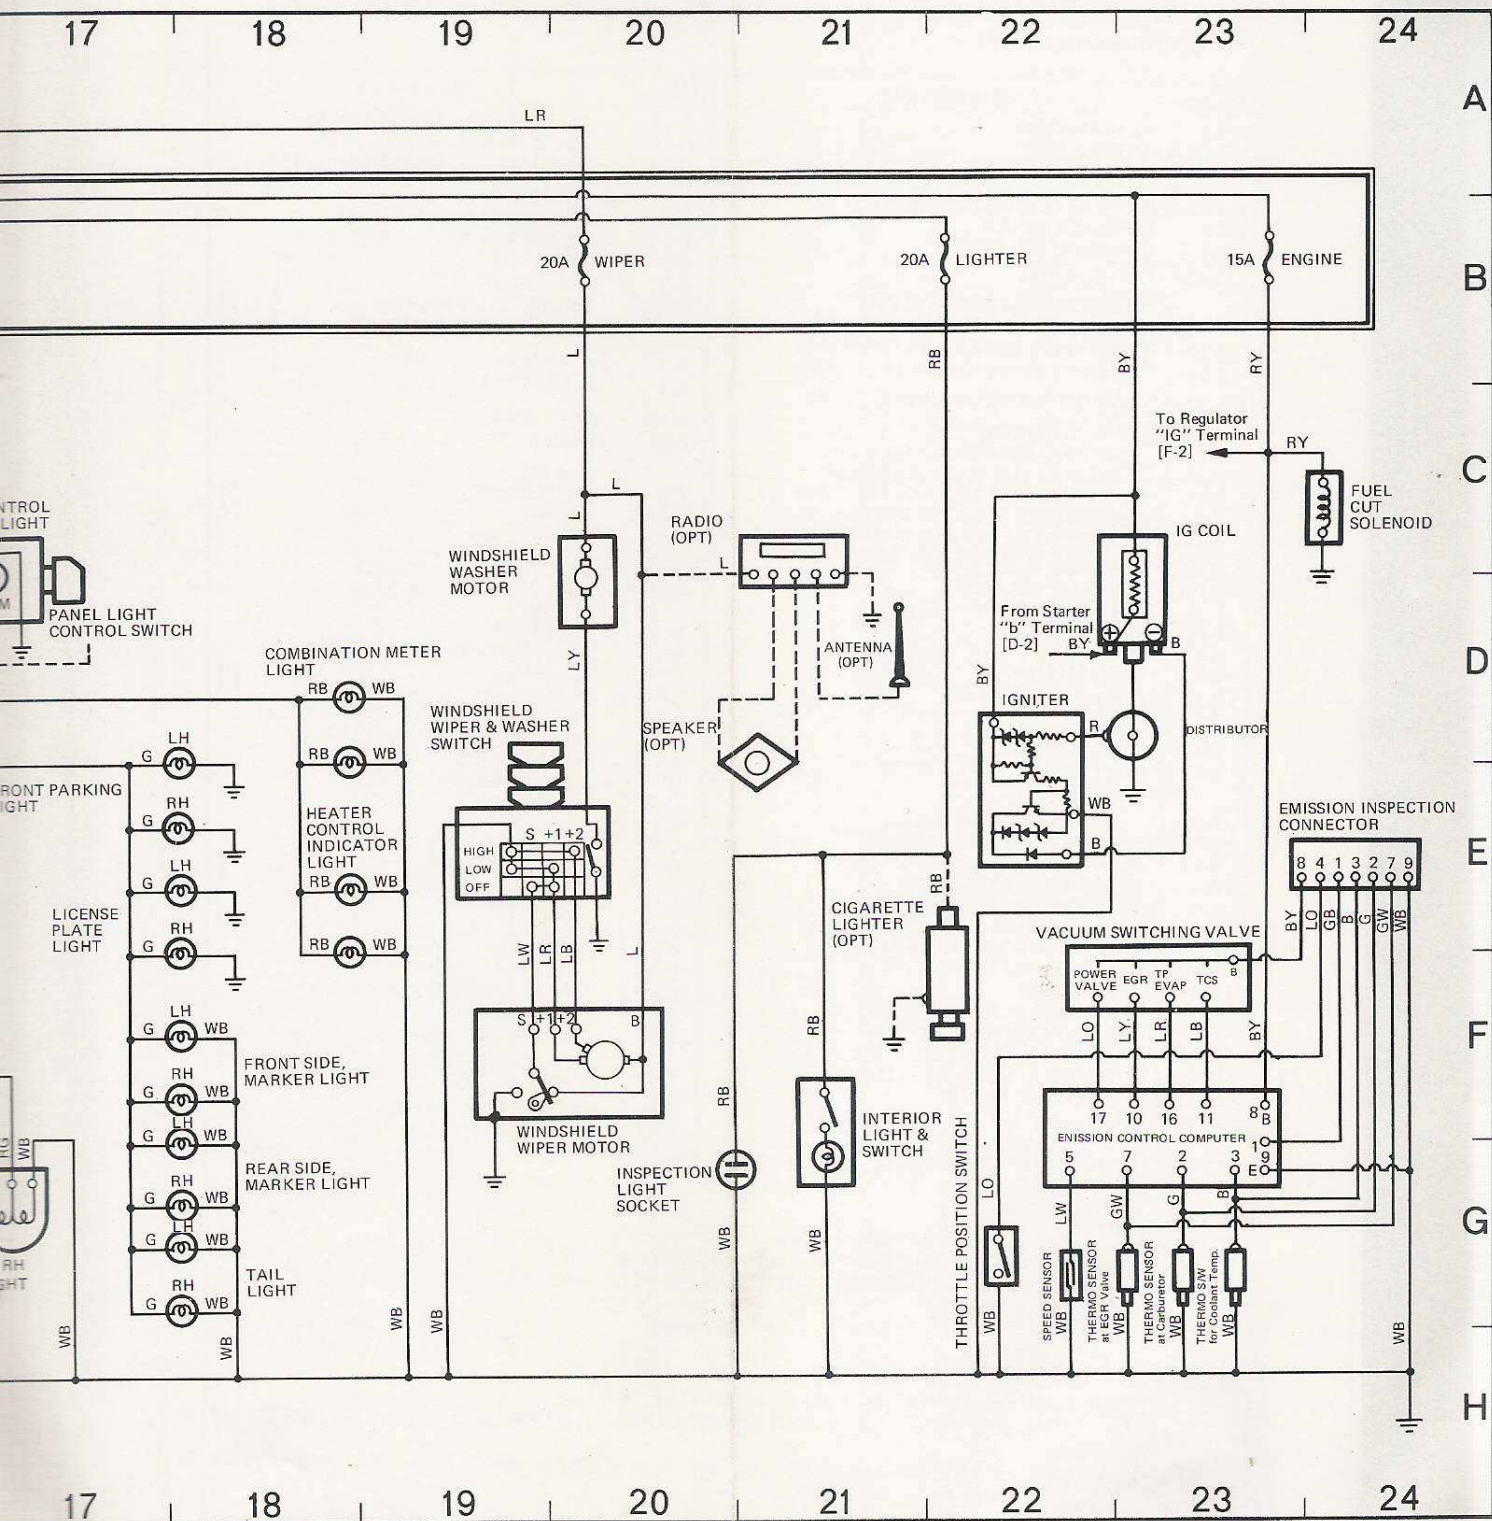 17 18 19 20 21 22 23 24
A
LR
B
20A WIPER
20A LIGHTER
15A ENGINE
L
RB
BY
RY
To Regulator
"IG" Terminal
[F-2]
RY
C
FUEL
CUT
SOLENOID
L
L
NTROL
LIGHT
M
PANEL LIGHT
CONTROL SWITCH
WINDSHIELD
WASHER
MOTOR
RADIO
(OPT)
L
IG COIL
LY
ANTENNA
(OPT)
From Starter
"b" Terminal
[D-2] BY
+ −
B
D
COMBINATION METER
LIGHT
RB WB
RB WB
HEATER
CONTROL
INDICATOR
LIGHT
RB WB
RB WB
WINDSHIELD
WIPER & WASHER
SWITCH
SPEAKER
(OPT)
BY
IGNITER
R
DISTRIBUTOR
WB
B
LH
G
RONT PARKING
IGHT
RH
G
LH
G
LICENSE
PLATE
LIGHT
RH
G
S +1 +2
HIGH
LOW
OFF
LW
LR
LB
L
E
EMISSION INSPECTION
CONNECTOR
8 4 1 3 2 7 9
BY
LO
GB
B
G
GW
WB
RB
CIGARETTE
LIGHTER
(OPT)
VACUUM SWITCHING VALVE
POWER
VALVE
EGR
TP
EVAP
TCS
B
LO
LY
LR
LB
BY
F
LH
G WB
FRONT SIDE,
MARKER LIGHT
RH
G WB
LH
G WB
REAR SIDE,
MARKER LIGHT
RH
G WB
LH
G WB
TAIL
LIGHT
RH
G WB
S +1 +2 B
WINDSHIELD
WIPER MOTOR
RB
RB
INTERIOR
LIGHT &
SWITCH
INSPECTION
LIGHT
SOCKET
17 10 16 11 8 B
ENISSION CONTROL COMPUTER
1
5 7 2 3 9
E
G
THROTTLE POSITION SWITCH
LO
LW
GW
G
B
RG
WB
RH
GHT
WB
WB
SPEED SENSOR
THERMO SENSOR
at EGR Valve
THERMO SENSOR
at Carburetor
THERMO S/W
for Coolant Temp.
WB
WB
WB
WB
WB
WB
WB
WB
WB
WB
H
17 18 19 20 21 22 23 24